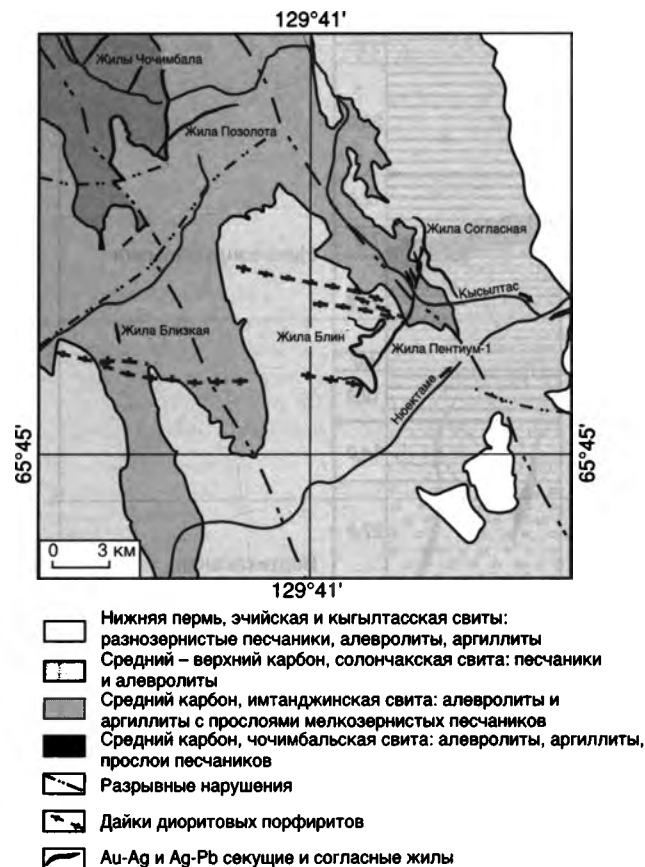 129°41'
Жилы Чочимбала
Жила Позолота
Жила Согласная
Кысылтас
Жила Близкая
Жила Блин
Жила Пентиум-1
Нюектаме
65°45'
65°45'
0 3 км
129°41'
Нижняя пермь, эчийская и кыгылтасская свиты:
разнозернистые песчаники, алевролиты, аргиллиты
Средний – верхний карбон, солончакская свита: песчаники
и алевролиты
Средний карбон, имтанджинская свита: алевролиты и
аргиллиты с прослоями мелкозернистых песчаников
Средний карбон, чочимбальская свита: алевролиты, аргиллиты,
прослои песчаников
Разрывные нарушения
Дайки диоритовых порфиритов
Au-Ag и Ag-Pb секущие и согласные жилы